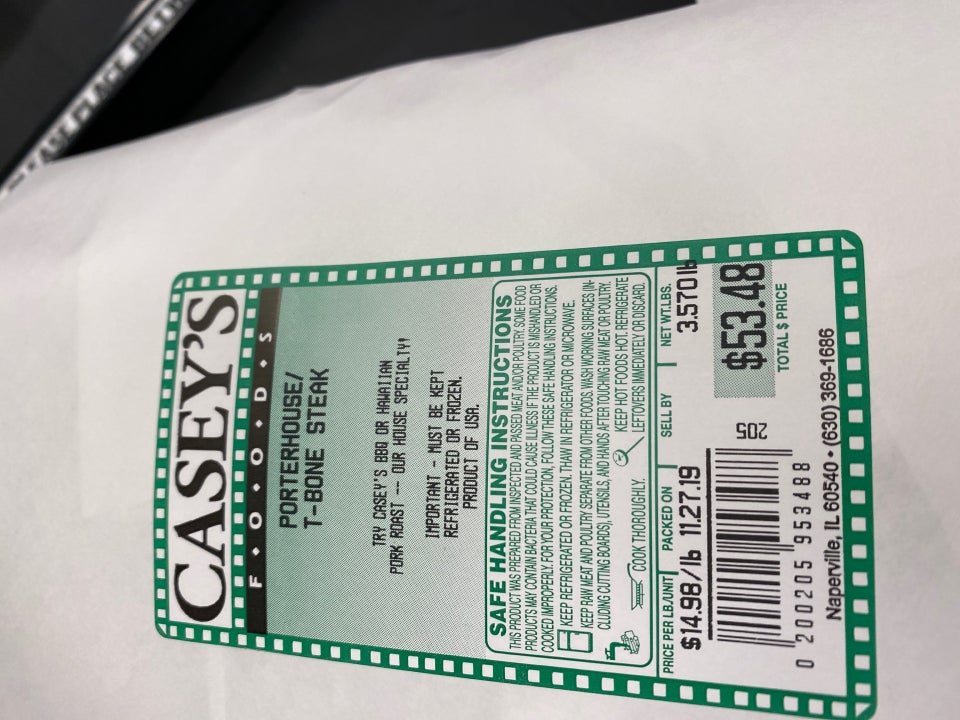 CASEY'S
F•O•O•D•S
PORTERHOUSE/
T-BONE STEAK
TRY CASEY'S BBQ OR HAWAIIAN
PORK ROAST -- OUR HOUSE SPECIALTY!
IMPORTANT - MUST BE KEPT
REFRIGERATED OR FROZEN.
PRODUCT OF USA.
SAFE HANDLING INSTRUCTIONS
THIS PRODUCT WAS PREPARED FROM INSPECTED AND PASSED MEAT AND/OR POULTRY. SOME FOOD
PRODUCTS MAY CONTAIN BACTERIA THAT COULD CAUSE ILLNESS IF THE PRODUCT IS MISHANDLED OR
COOKED IMPROPERLY. FOR YOUR PROTECTION, FOLLOW THESE SAFE HANDLING INSTRUCTIONS.
KEEP REFRIGERATED OR FROZEN. THAW IN REFRIGERATOR OR MICROWAVE.
KEEP RAW MEAT AND POULTRY SEPARATE FROM OTHER FOODS. WASH WORKING SURFACES (IN-
CLUDING CUTTING BOARDS), UTENSILS, AND HANDS AFTER TOUCHING RAW MEAT OR POULTRY.
COOK THOROUGHLY.
KEEP HOT FOODS HOT. REFRIGERATE
LEFTOVERS IMMEDIATELY OR DISCARD.
PRICE PER LB/UNIT PACKED ON SELL BY NET WT.LBS.
$14.98/lb 11.27.19 3.570lb
205
$53.48
TOTAL $ PRICE
0 200205 953488
Naperville, IL 60540 • (630) 369-1686
PLACE